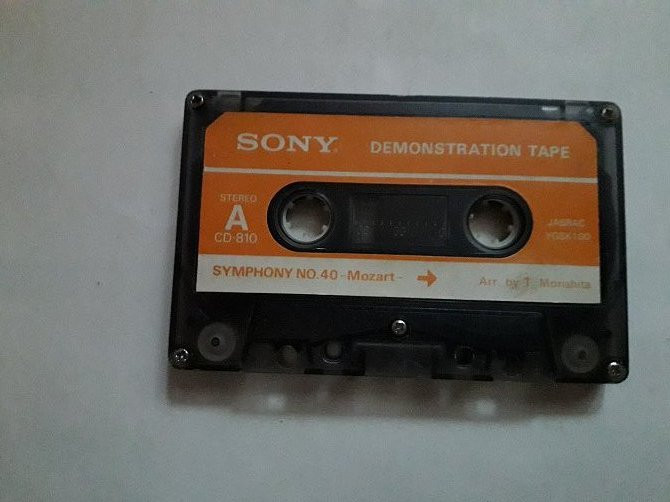 SONY DEMONSTRATION TAPE
STEREO
A
CD-810
JASRAC
SYMPHONY NO.40 -Mozart- →
Arr. by T. Morishita